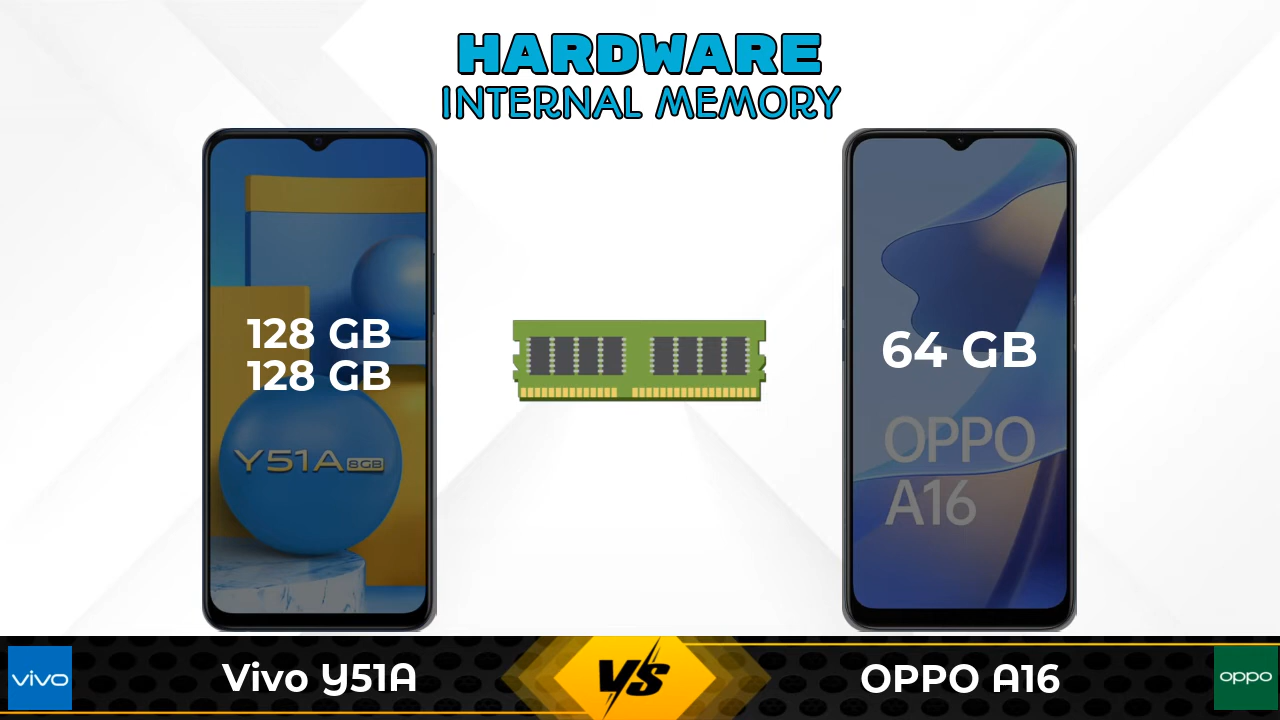 HARDWARE
INTERNAL MEMORY
128 GB
128 GB
Y51A 8GB
64 GB
OPPO
A16
vivo
Vivo Y51A
VS
OPPO A16
oppo